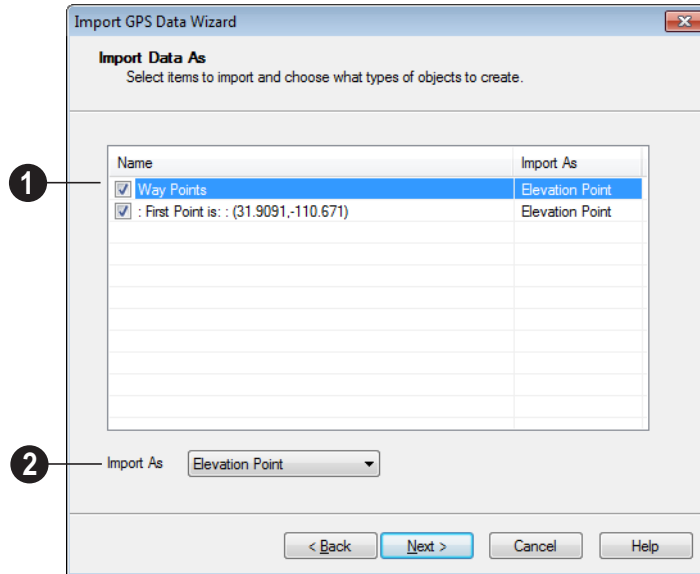 Import GPS Data Wizard
Import Data As
Select items to import and choose what types of objects to create.
Name Import As
1
Way Points Elevation Point
: First Point is: : (31.9091,-110.671) Elevation Point
2
Import As Elevation Point
< Back Next > Cancel Help